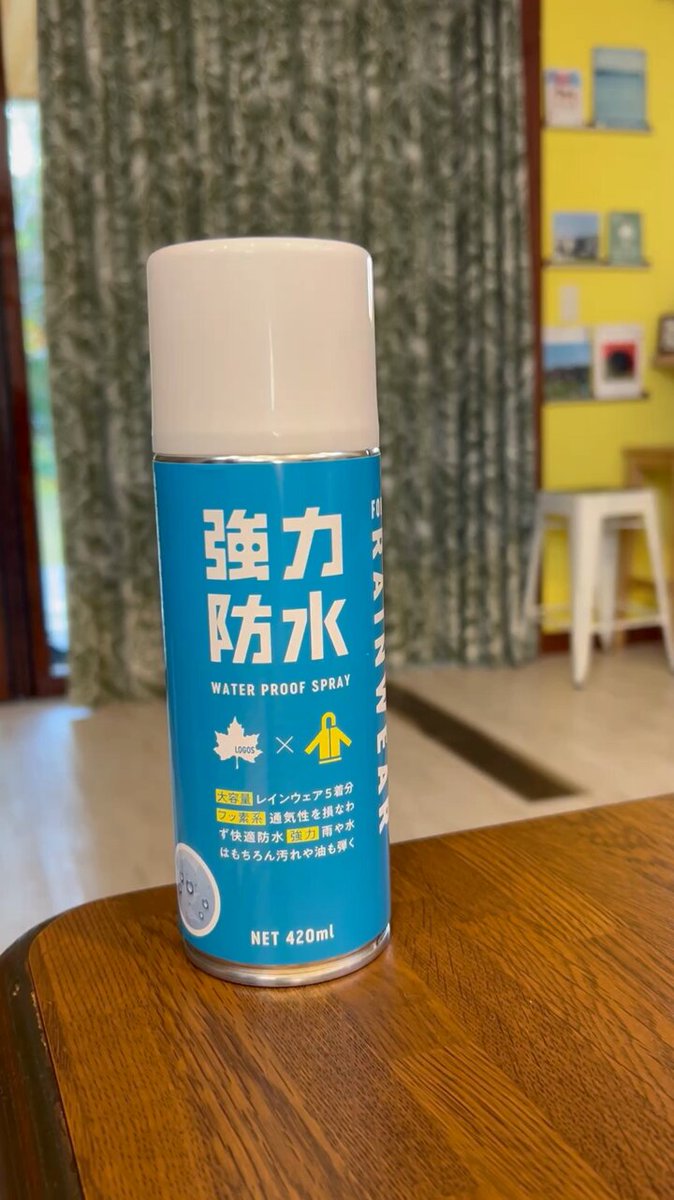 強力
防水
WATER PROOF SPRAY
LOGOS
×
大容量 レインウェア5着分
フッ素系 通気性を損なわ
ず快適防水 強力 雨や水
はもちろん汚れや油も弾く
NET 420ml
RAINWEAR